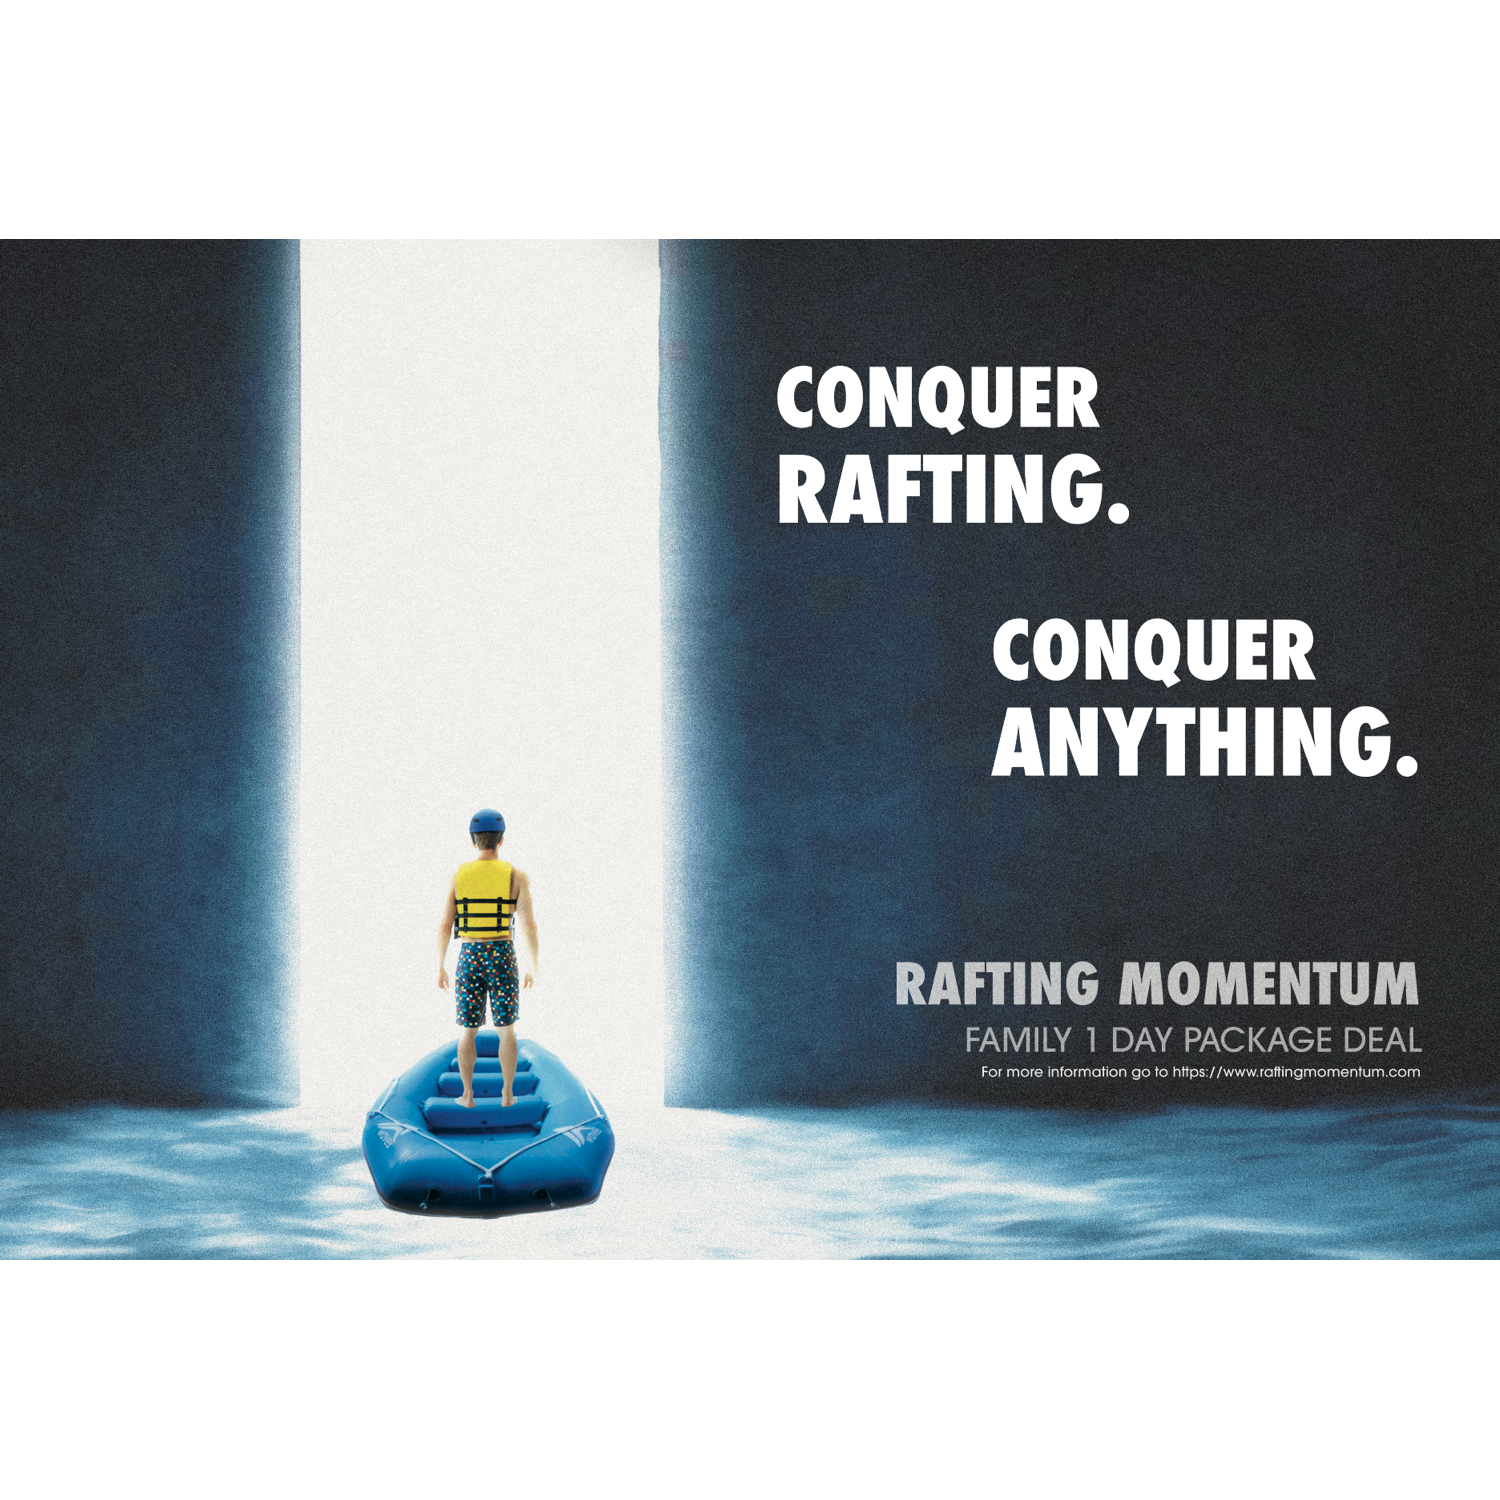 CONQUER
RAFTING.
CONQUER
ANYTHING.
RAFTING MOMENTUM
FAMILY 1 DAY PACKAGE DEAL
For more information go to https://www.raftingmomentum.com